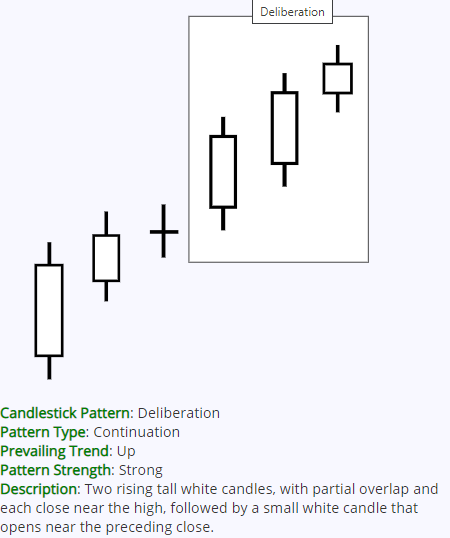 Deliberation
Candlestick Pattern: Deliberation
Pattern Type: Continuation
Prevailing Trend: Up
Pattern Strength: Strong
Description: Two rising tall white candles, with partial overlap and
each close near the high, followed by a small white candle that
opens near the preceding close.